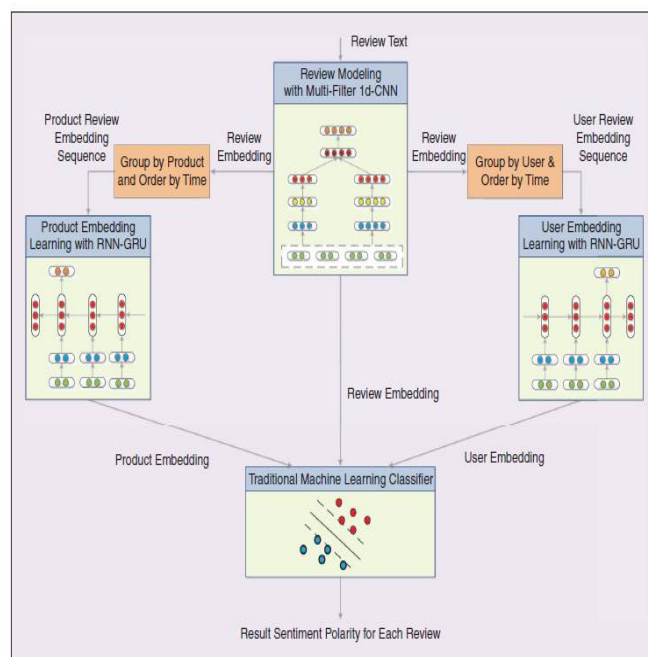 Review Text
Review Modeling
with Multi-Filter 1d-CNN
Product Review
Embedding
Sequence
Review
Embedding
Review
Embedding
User Review
Embedding
Sequence
Group by Product
and Order by Time
Group by User &
Order by Time
Product Embedding
Learning with RNN-GRU
User Embedding
Learning with RNN-GRU
Review Embedding
Product Embedding
User Embedding
Traditional Machine Learning Classifier
Result Sentiment Polarity for Each Review